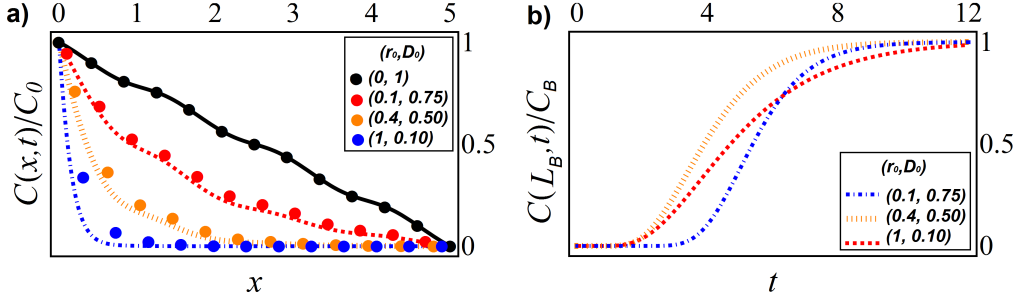 a)
0 1 2 3 4 5
C(x,t)/C₀
(r₀,D₀)
(0, 1)
(0.1, 0.75)
(0.4, 0.50)
(1, 0.10)
1
0.5
0
x
b)
0 4 8 12
C(L_B,t)/C_B
1
0.5
0
(r₀,D₀)
(0.1, 0.75)
(0.4, 0.50)
(1, 0.10)
t